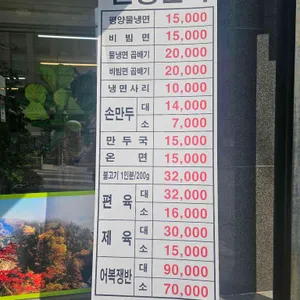 평양물냉면 15,000
비빔면 15,000
물냉면 곱배기 20,000
비빔면 곱배기 20,000
냉면사리 10,000
손만두 대 14,000
소 7,000
만두국 15,000
온면 15,000
불고기 1인분/200g 32,000
편육 대 32,000
소 16,000
제육 대 30,000
소 15,000
어복쟁반 대 90,000
소 70,000